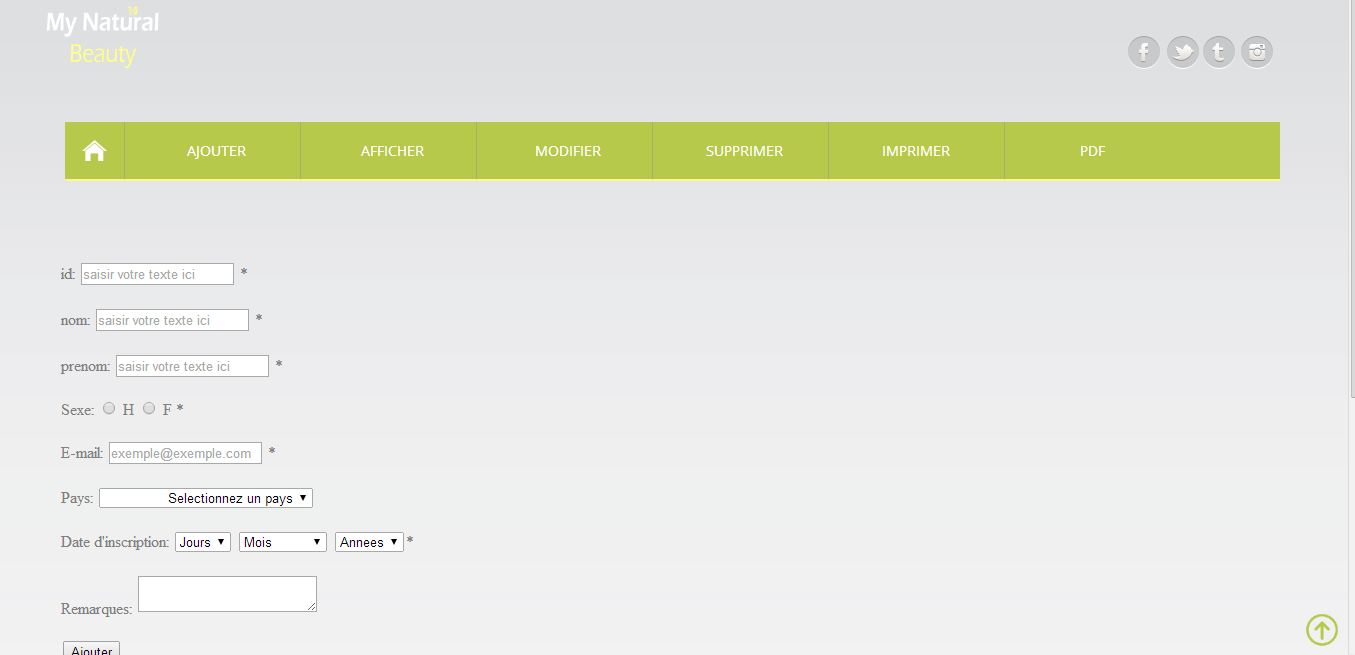 My Natural
Beauty
AJOUTER AFFICHER MODIFIER SUPPRIMER IMPRIMER PDF
id: saisir votre texte ici *
nom: saisir votre texte ici *
prenom: saisir votre texte ici *
Sexe: H F *
E-mail: exemple@exemple.com *
Pays: Selectionnez un pays
Date d'inscription: Jours Mois Annees *
Remarques:
Ajouter